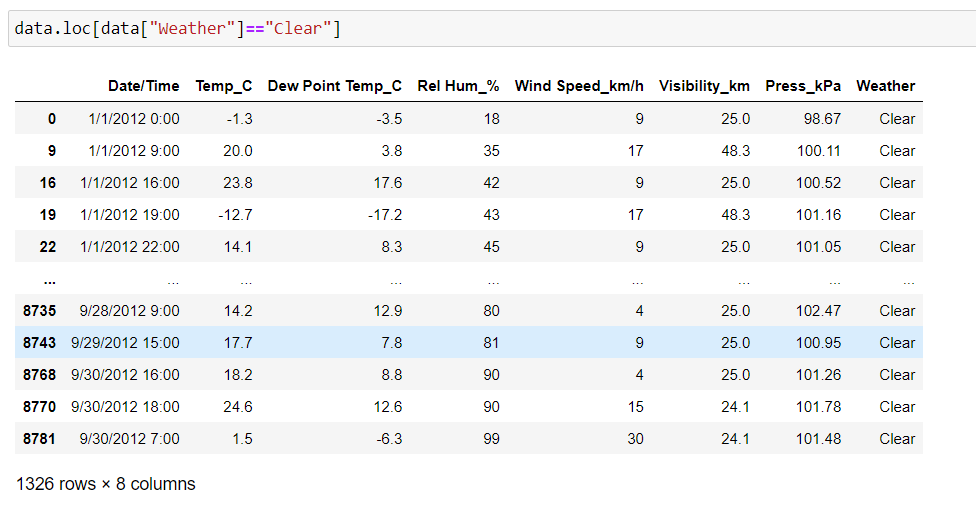 data.loc[data["Weather"]=="Clear"]
Date/Time Temp_C Dew Point Temp_C Rel Hum_% Wind Speed_km/h Visibility_km Press_kPa Weather
0 1/1/2012 0:00 -1.3 -3.5 18 9 25.0 98.67 Clear
9 1/1/2012 9:00 20.0 3.8 35 17 48.3 100.11 Clear
16 1/1/2012 16:00 23.8 17.6 42 9 25.0 100.52 Clear
19 1/1/2012 19:00 -12.7 -17.2 43 17 48.3 101.16 Clear
22 1/1/2012 22:00 14.1 8.3 45 9 25.0 101.05 Clear
... ... ... ... ... ... ... ... ...
8735 9/28/2012 9:00 14.2 12.9 80 4 25.0 102.47 Clear
8743 9/29/2012 15:00 17.7 7.8 81 9 25.0 100.95 Clear
8768 9/30/2012 16:00 18.2 8.8 90 4 25.0 101.26 Clear
8770 9/30/2012 18:00 24.6 12.6 90 15 24.1 101.78 Clear
8781 9/30/2012 7:00 1.5 -6.3 99 30 24.1 101.48 Clear
1326 rows × 8 columns